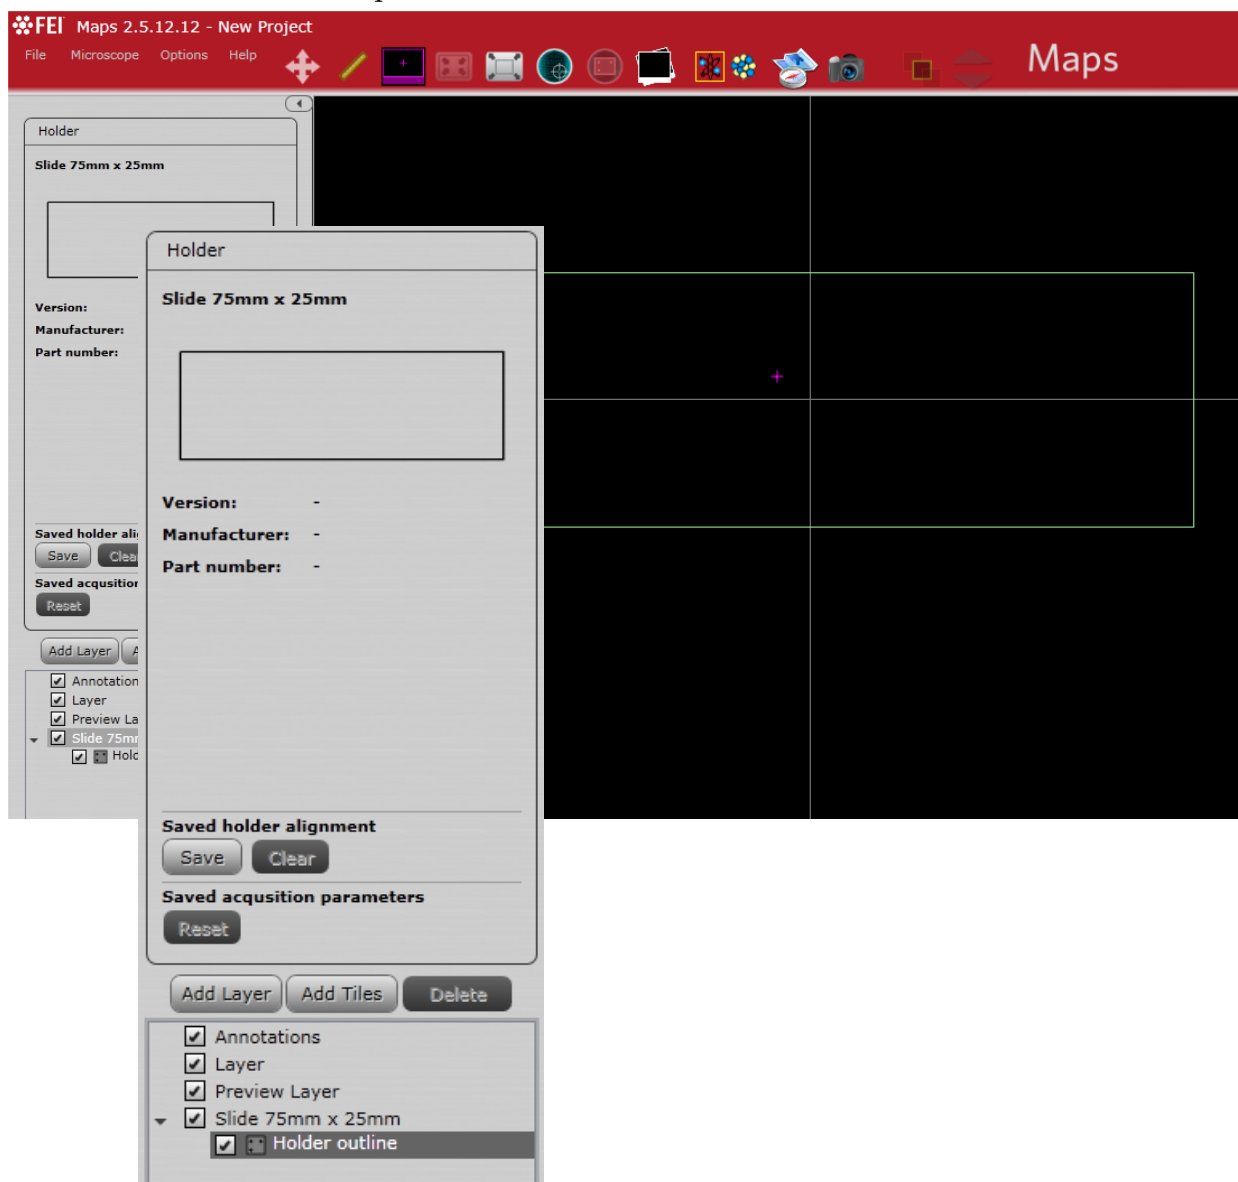 FEI Maps 2.5.12.12 - New Project
File Microscope Options Help
Maps
Holder
Slide 75mm x 25mm
Version:
Manufacturer:
Part number:
Saved holder ali
Save Clea
Saved acqusition
Reset
Add Layer A
Annotation
Layer
Preview La
Slide 75m
Hold
Holder
Slide 75mm x 25mm
Version: -
Manufacturer: -
Part number: -
Saved holder alignment
Save Clear
Saved acqusition parameters
Reset
Add Layer Add Tiles Delete
Annotations
Layer
Preview Layer
Slide 75mm x 25mm
Holder outline